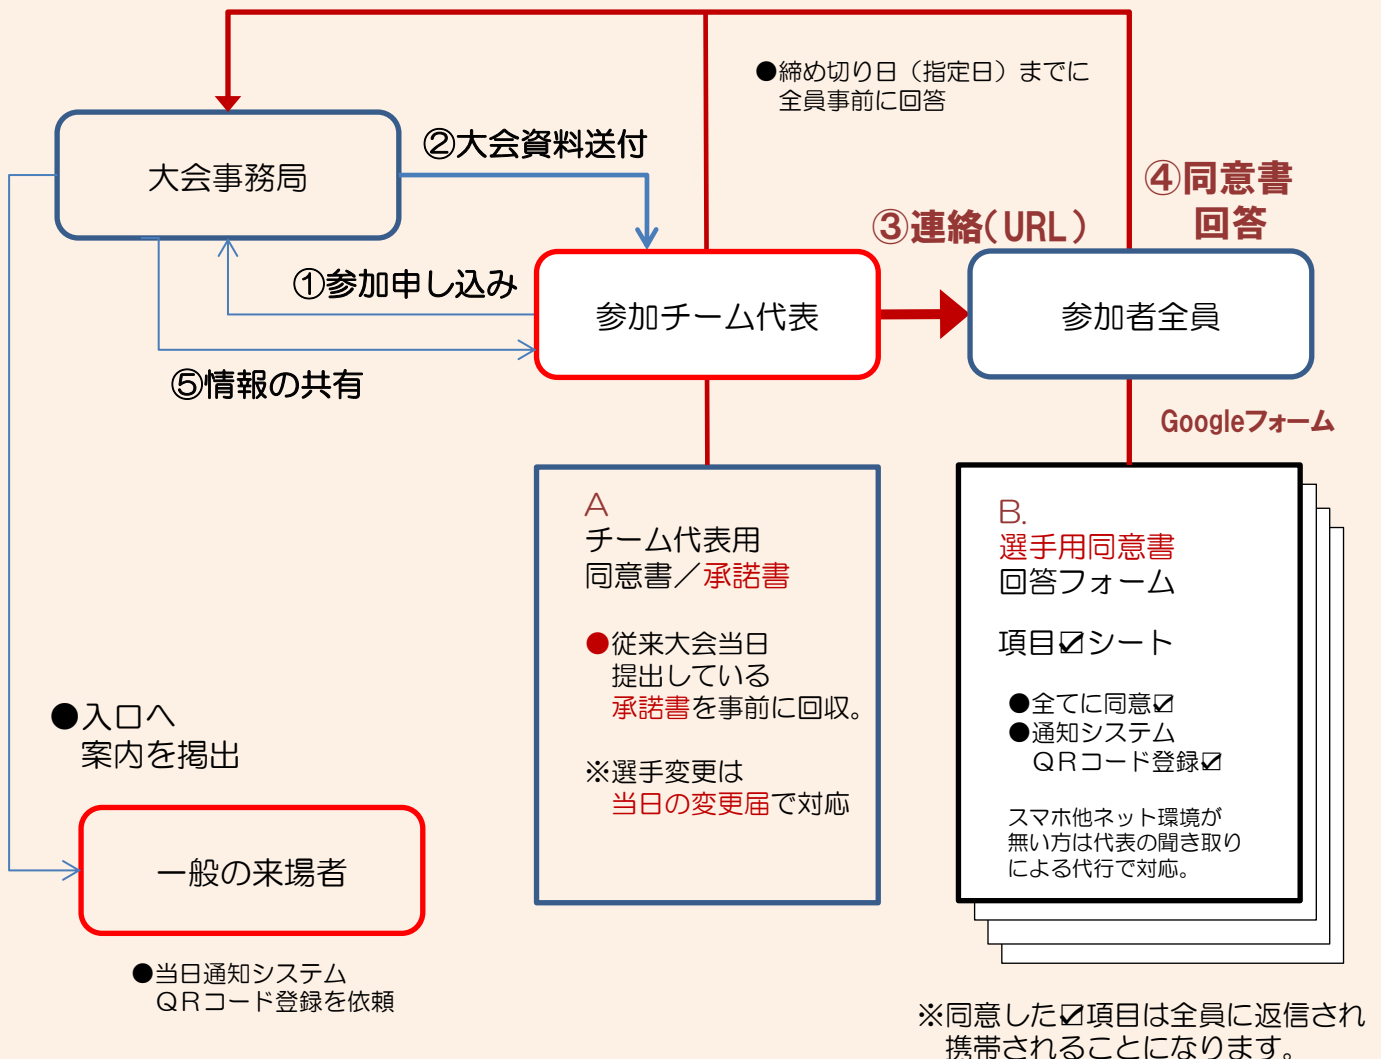 ●締め切り日（指定日）までに
全員事前に回答
②大会資料送付
大会事務局
④同意書
回答
③連絡(URL)
①参加申し込み
参加チーム代表
参加者全員
⑤情報の共有
Googleフォーム
A
チーム代表用
同意書／承諾書
●従来大会当日
提出している
承諾書を事前に回収。
※選手変更は
当日の変更届で対応
B.
選手用同意書
回答フォーム
項目☑シート
●全てに同意☑
●通知システム
ＱＲコード登録☑
スマホ他ネット環境が
無い方は代表の聞き取り
による代行で対応。
●入口へ
案内を掲出
一般の来場者
●当日通知システム
ＱＲコード登録を依頼
※同意した☑項目は全員に返信され
携帯されることになります。